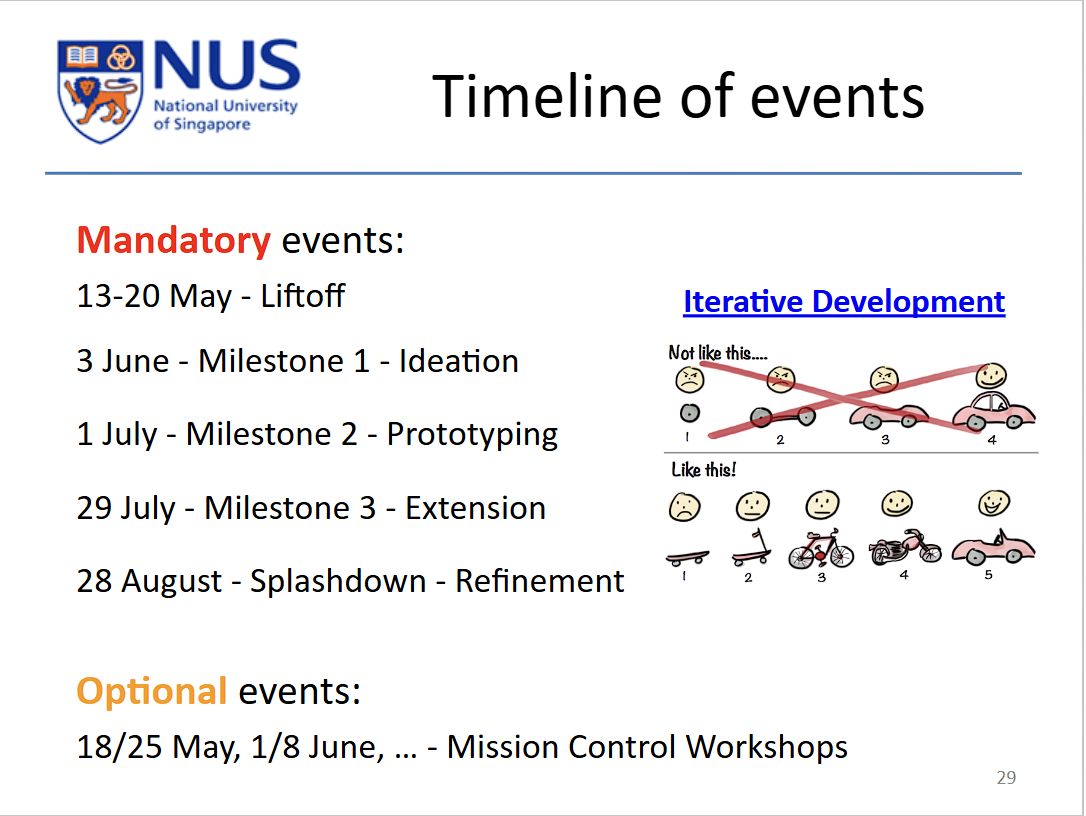 NUS
National University
of Singapore
Timeline of events
Mandatory events:
13-20 May - Liftoff
3 June - Milestone 1 - Ideation
1 July - Milestone 2 - Prototyping
29 July - Milestone 3 - Extension
28 August - Splashdown - Refinement
Iterative Development
Not like this....
1 2 3 4
Like this!
1 2 3 4 5
Optional events:
18/25 May, 1/8 June, … - Mission Control Workshops
29